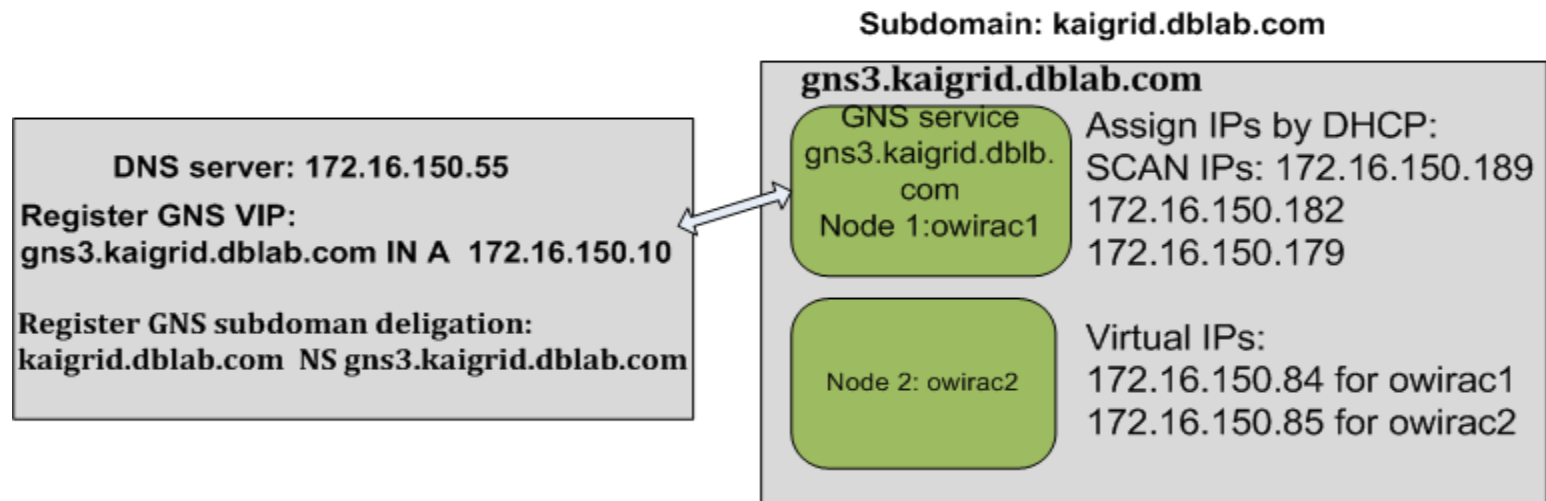 Subdomain: kaigrid.dblab.com
DNS server: 172.16.150.55
Register GNS VIP:
gns3.kaigrid.dblab.com IN A 172.16.150.10
Register GNS subdoman deligation:
kaigrid.dblab.com NS gns3.kaigrid.dblab.com
gns3.kaigrid.dblab.com
GNS service
gns3.kaigrid.dblb.
com
Node 1:owirac1
Assign IPs by DHCP:
SCAN IPs: 172.16.150.189
172.16.150.182
172.16.150.179
Node 2: owirac2
Virtual IPs:
172.16.150.84 for owirac1
172.16.150.85 for owirac2